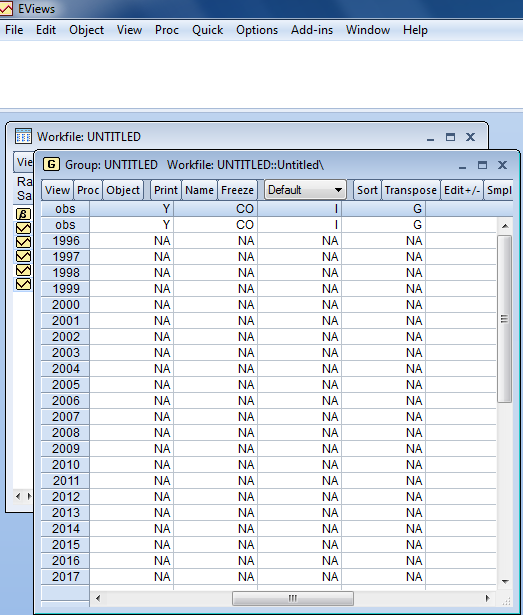 EViews
File Edit Object View Proc Quick Options Add-ins Window Help
Workfile: UNTITLED
G Group: UNTITLED Workfile: UNTITLED::Untitled\
View Proc Object Print Name Freeze Default Sort Transpose Edit+/- Smpl
obs Y CO I G
obs Y CO I G
1996 NA NA NA NA
1997 NA NA NA NA
1998 NA NA NA NA
1999 NA NA NA NA
2000 NA NA NA NA
2001 NA NA NA NA
2002 NA NA NA NA
2003 NA NA NA NA
2004 NA NA NA NA
2005 NA NA NA NA
2006 NA NA NA NA
2007 NA NA NA NA
2008 NA NA NA NA
2009 NA NA NA NA
2010 NA NA NA NA
2011 NA NA NA NA
2012 NA NA NA NA
2013 NA NA NA NA
2014 NA NA NA NA
2015 NA NA NA NA
2016 NA NA NA NA
2017 NA NA NA NA